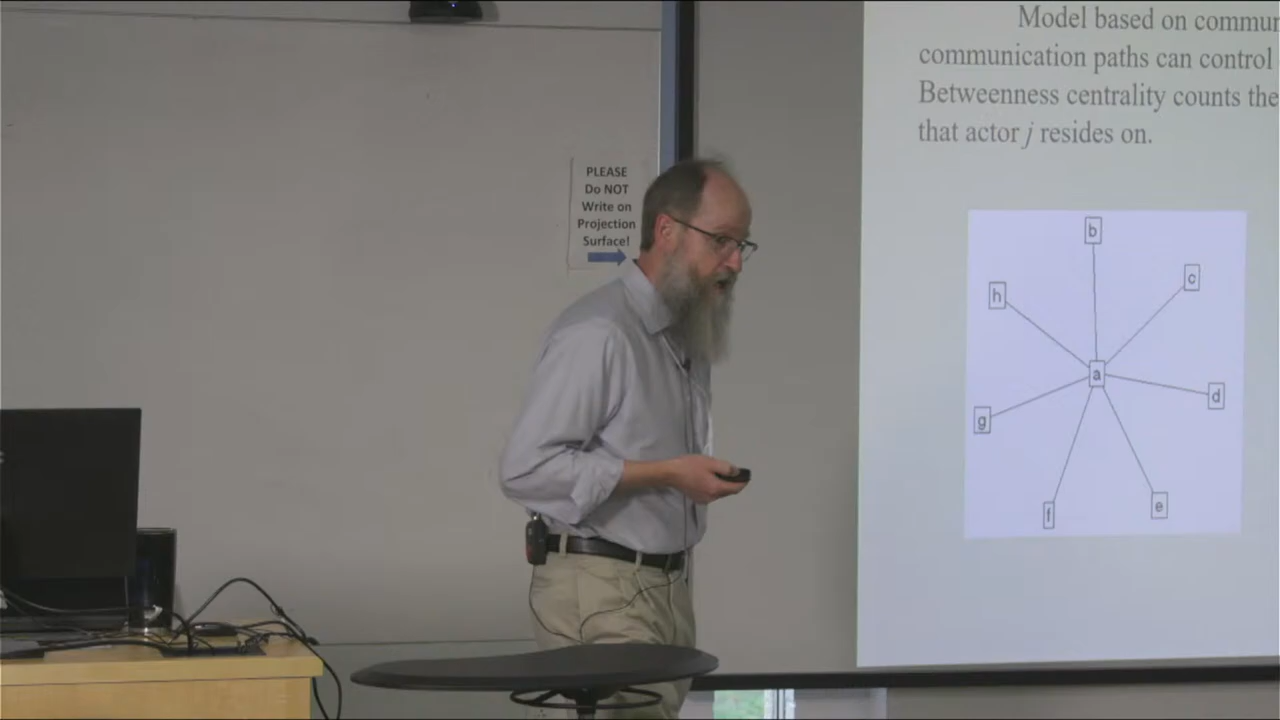 Model based on commun
communication paths can control
Betweenness centrality counts the
that actor j resides on.
PLEASE
Do NOT
Write on
Projection
Surface!
b
c
h
a
d
g
e
f